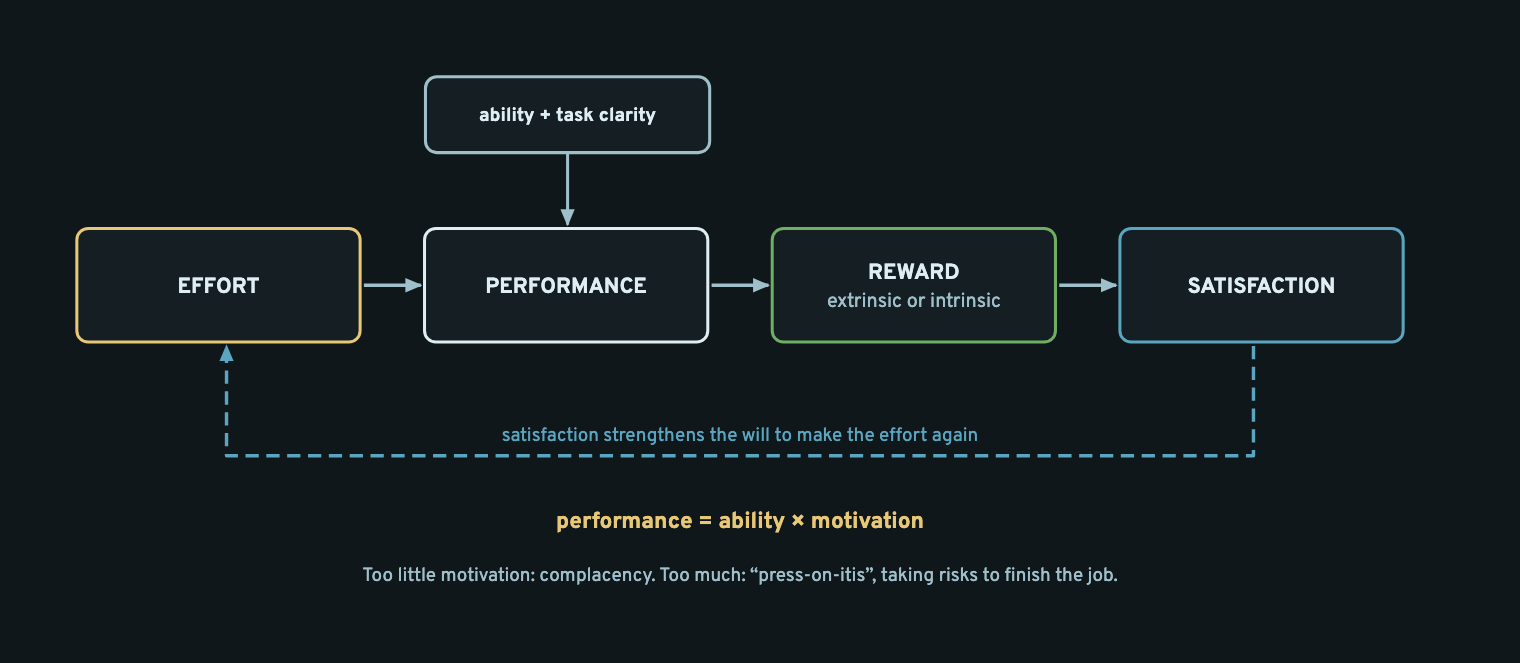 ability + task clarity
EFFORT
PERFORMANCE
REWARD
extrinsic or intrinsic
SATISFACTION
satisfaction strengthens the will to make the effort again
performance = ability × motivation
Too little motivation: complacency. Too much: “press-on-itis”, taking risks to finish the job.